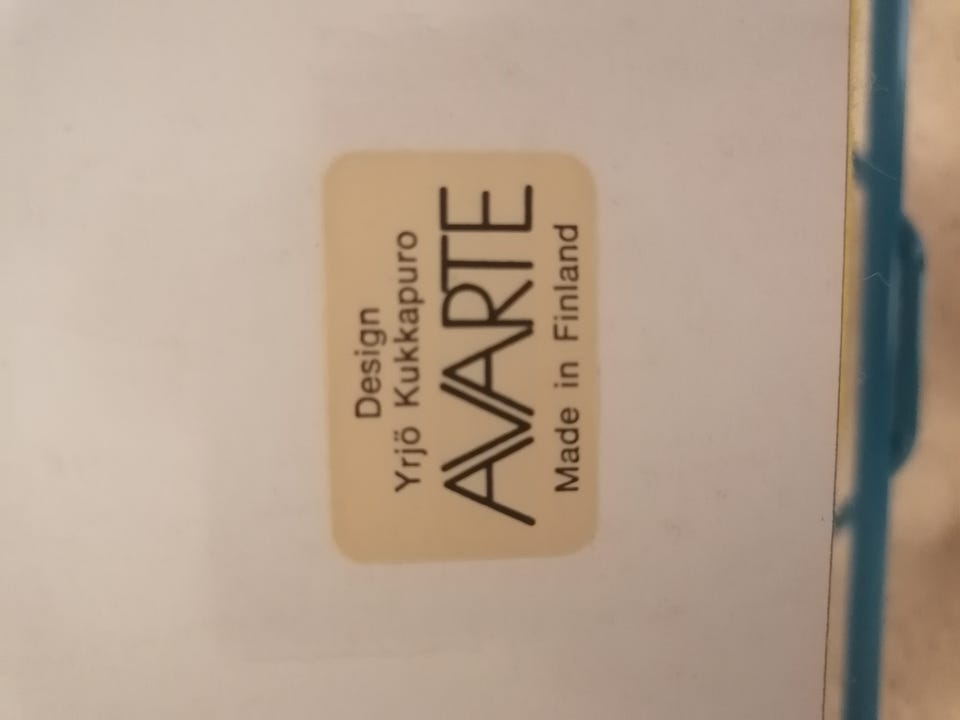 Design
Yrjö Kukkapuro
AVARTE
Made in Finland